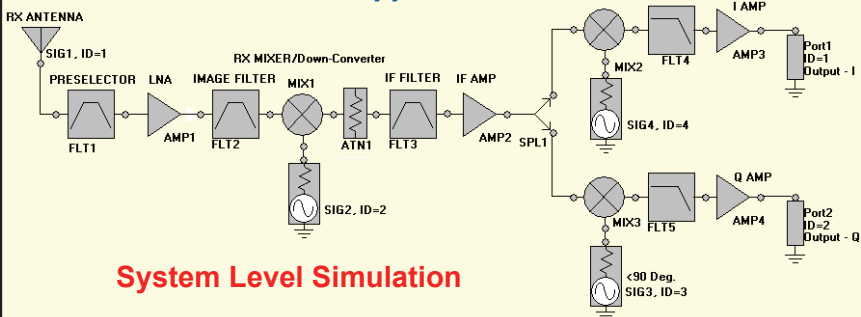 RX ANTENNA
SIG1, ID=1
PRESELECTOR
FLT1
LNA
AMP1
IMAGE FILTER
FLT2
RX MIXER/Down-Converter
MIX1
SIG2, ID=2
ATN1
IF FILTER
FLT3
IF AMP
AMP2
SPL1
MIX2
SIG4, ID=4
FLT4
I AMP
AMP3
Port1
ID=1
Output - I
MIX3
<90 Deg.
SIG3, ID=3
FLT5
Q AMP
AMP4
Port2
ID=2
Output - Q
System Level Simulation